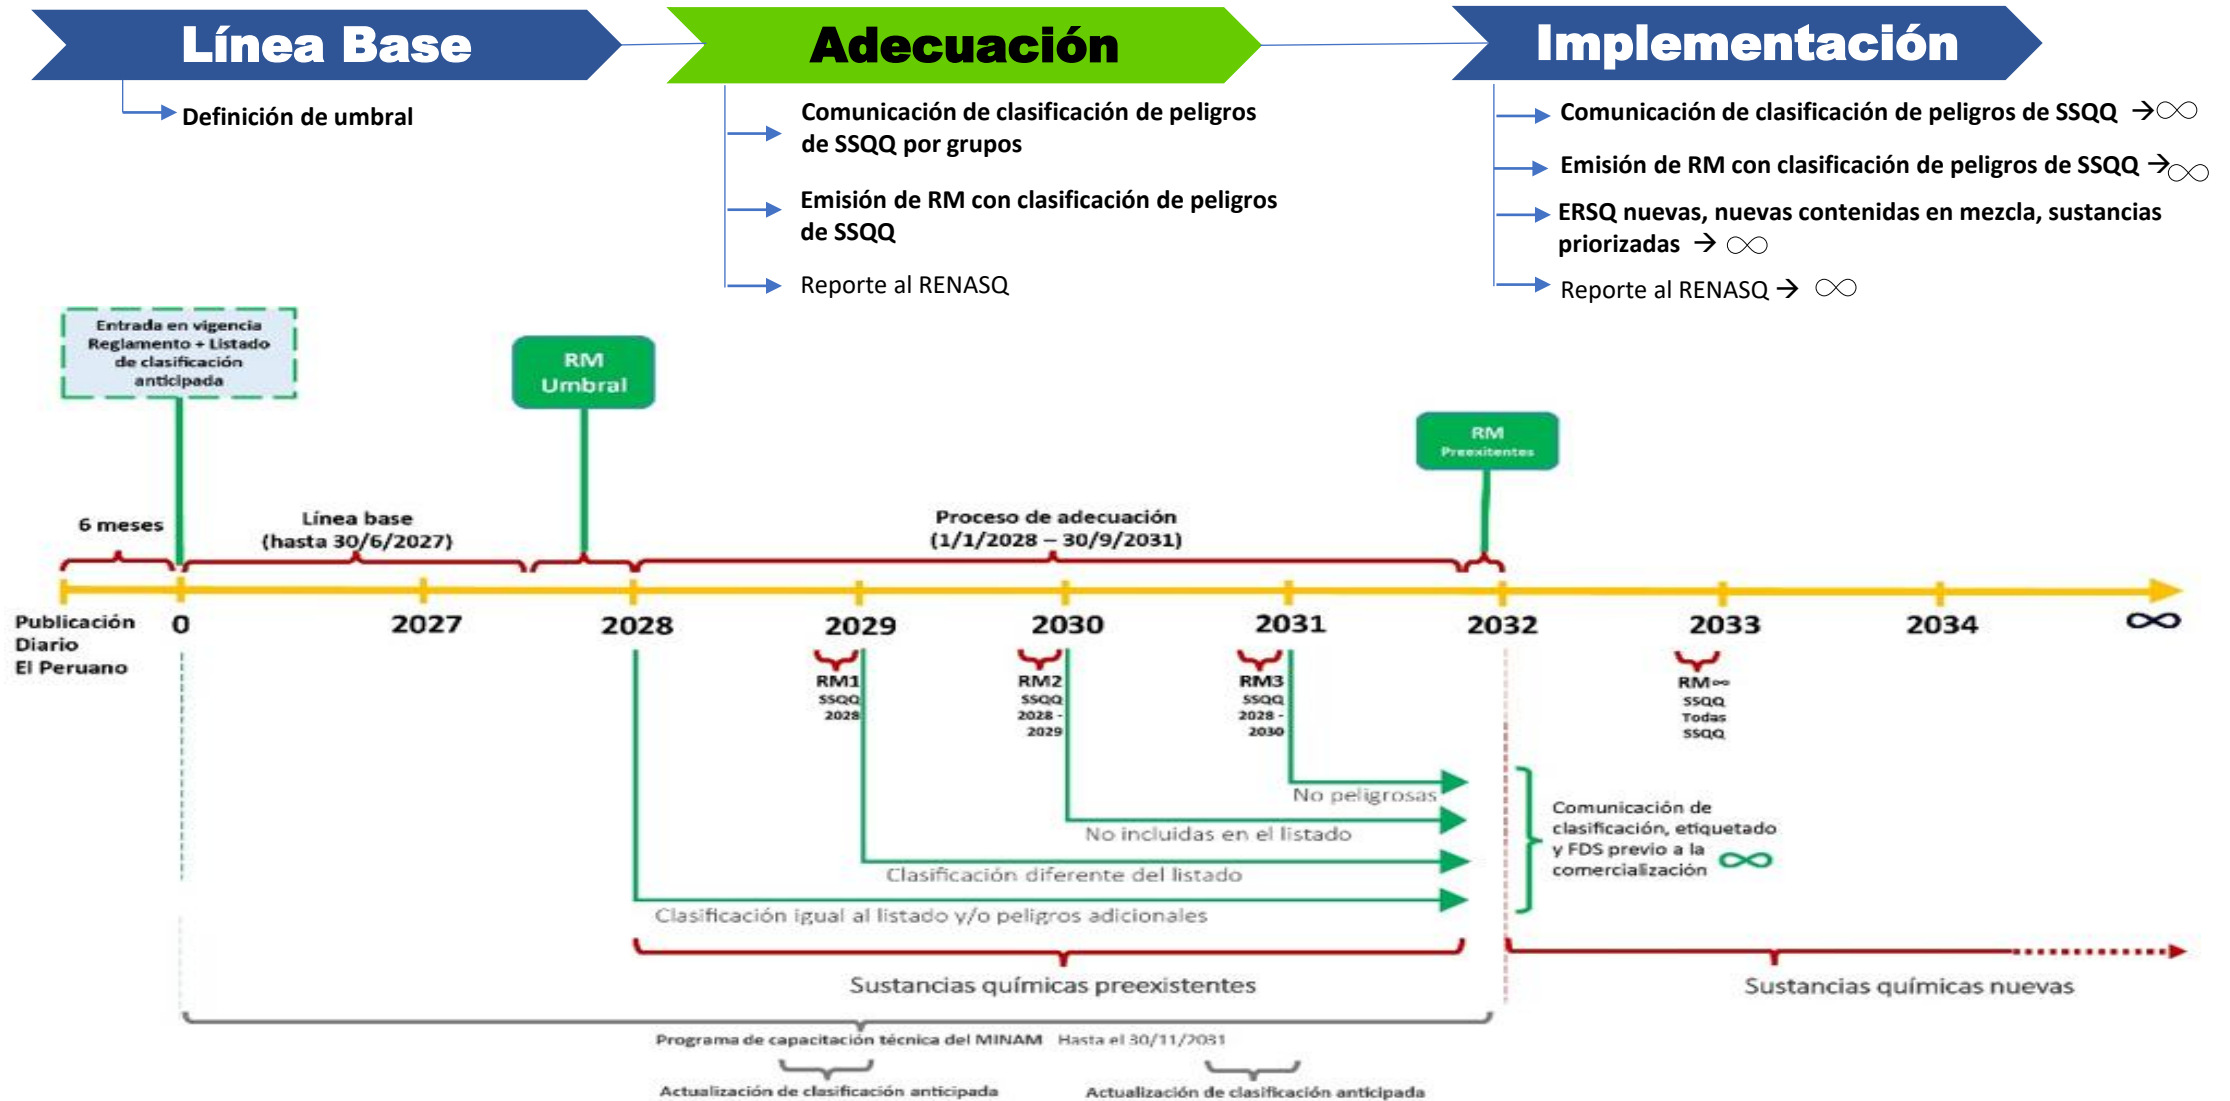 Línea Base
Adecuación
Implementación
Definición de umbral
Comunicación de clasificación de peligros
de SSQQ por grupos
Emisión de RM con clasificación de peligros
de SSQQ
Reporte al RENASQ
Comunicación de clasificación de peligros de SSQQ → ∞
Emisión de RM con clasificación de peligros de SSQQ → ∞
ERSQ nuevas, nuevas contenidas en mezcla, sustancias
priorizadas → ∞
Reporte al RENASQ → ∞
Entrada en vigencia
Reglamento + Listado
de clasificación
anticipada
RM
Umbral
RM
Preexitentes
6 meses
Línea base
(hasta 30/6/2027)
Proceso de adecuación
(1/1/2028 – 30/9/2031)
Publicación
Diario
El Peruano
0
2027
2028
2029
2030
2031
2032
2033
2034
∞
RM1
SSQQ
2028
RM2
SSQQ
2028 -
2029
RM3
SSQQ
2028 -
2030
RM∞
SSQQ
Todas
SSQQ
No peligrosas
No incluidas en el listado
Clasificación diferente del listado
Clasificación igual al listado y/o peligros adicionales
Comunicación de
clasificación, etiquetado
y FDS previo a la
comercialización ∞
Sustancias químicas preexistentes
Sustancias químicas nuevas
Programa de capacitación técnica del MINAM Hasta el 30/11/2031
Actualización de clasificación anticipada
Actualización de clasificación anticipada